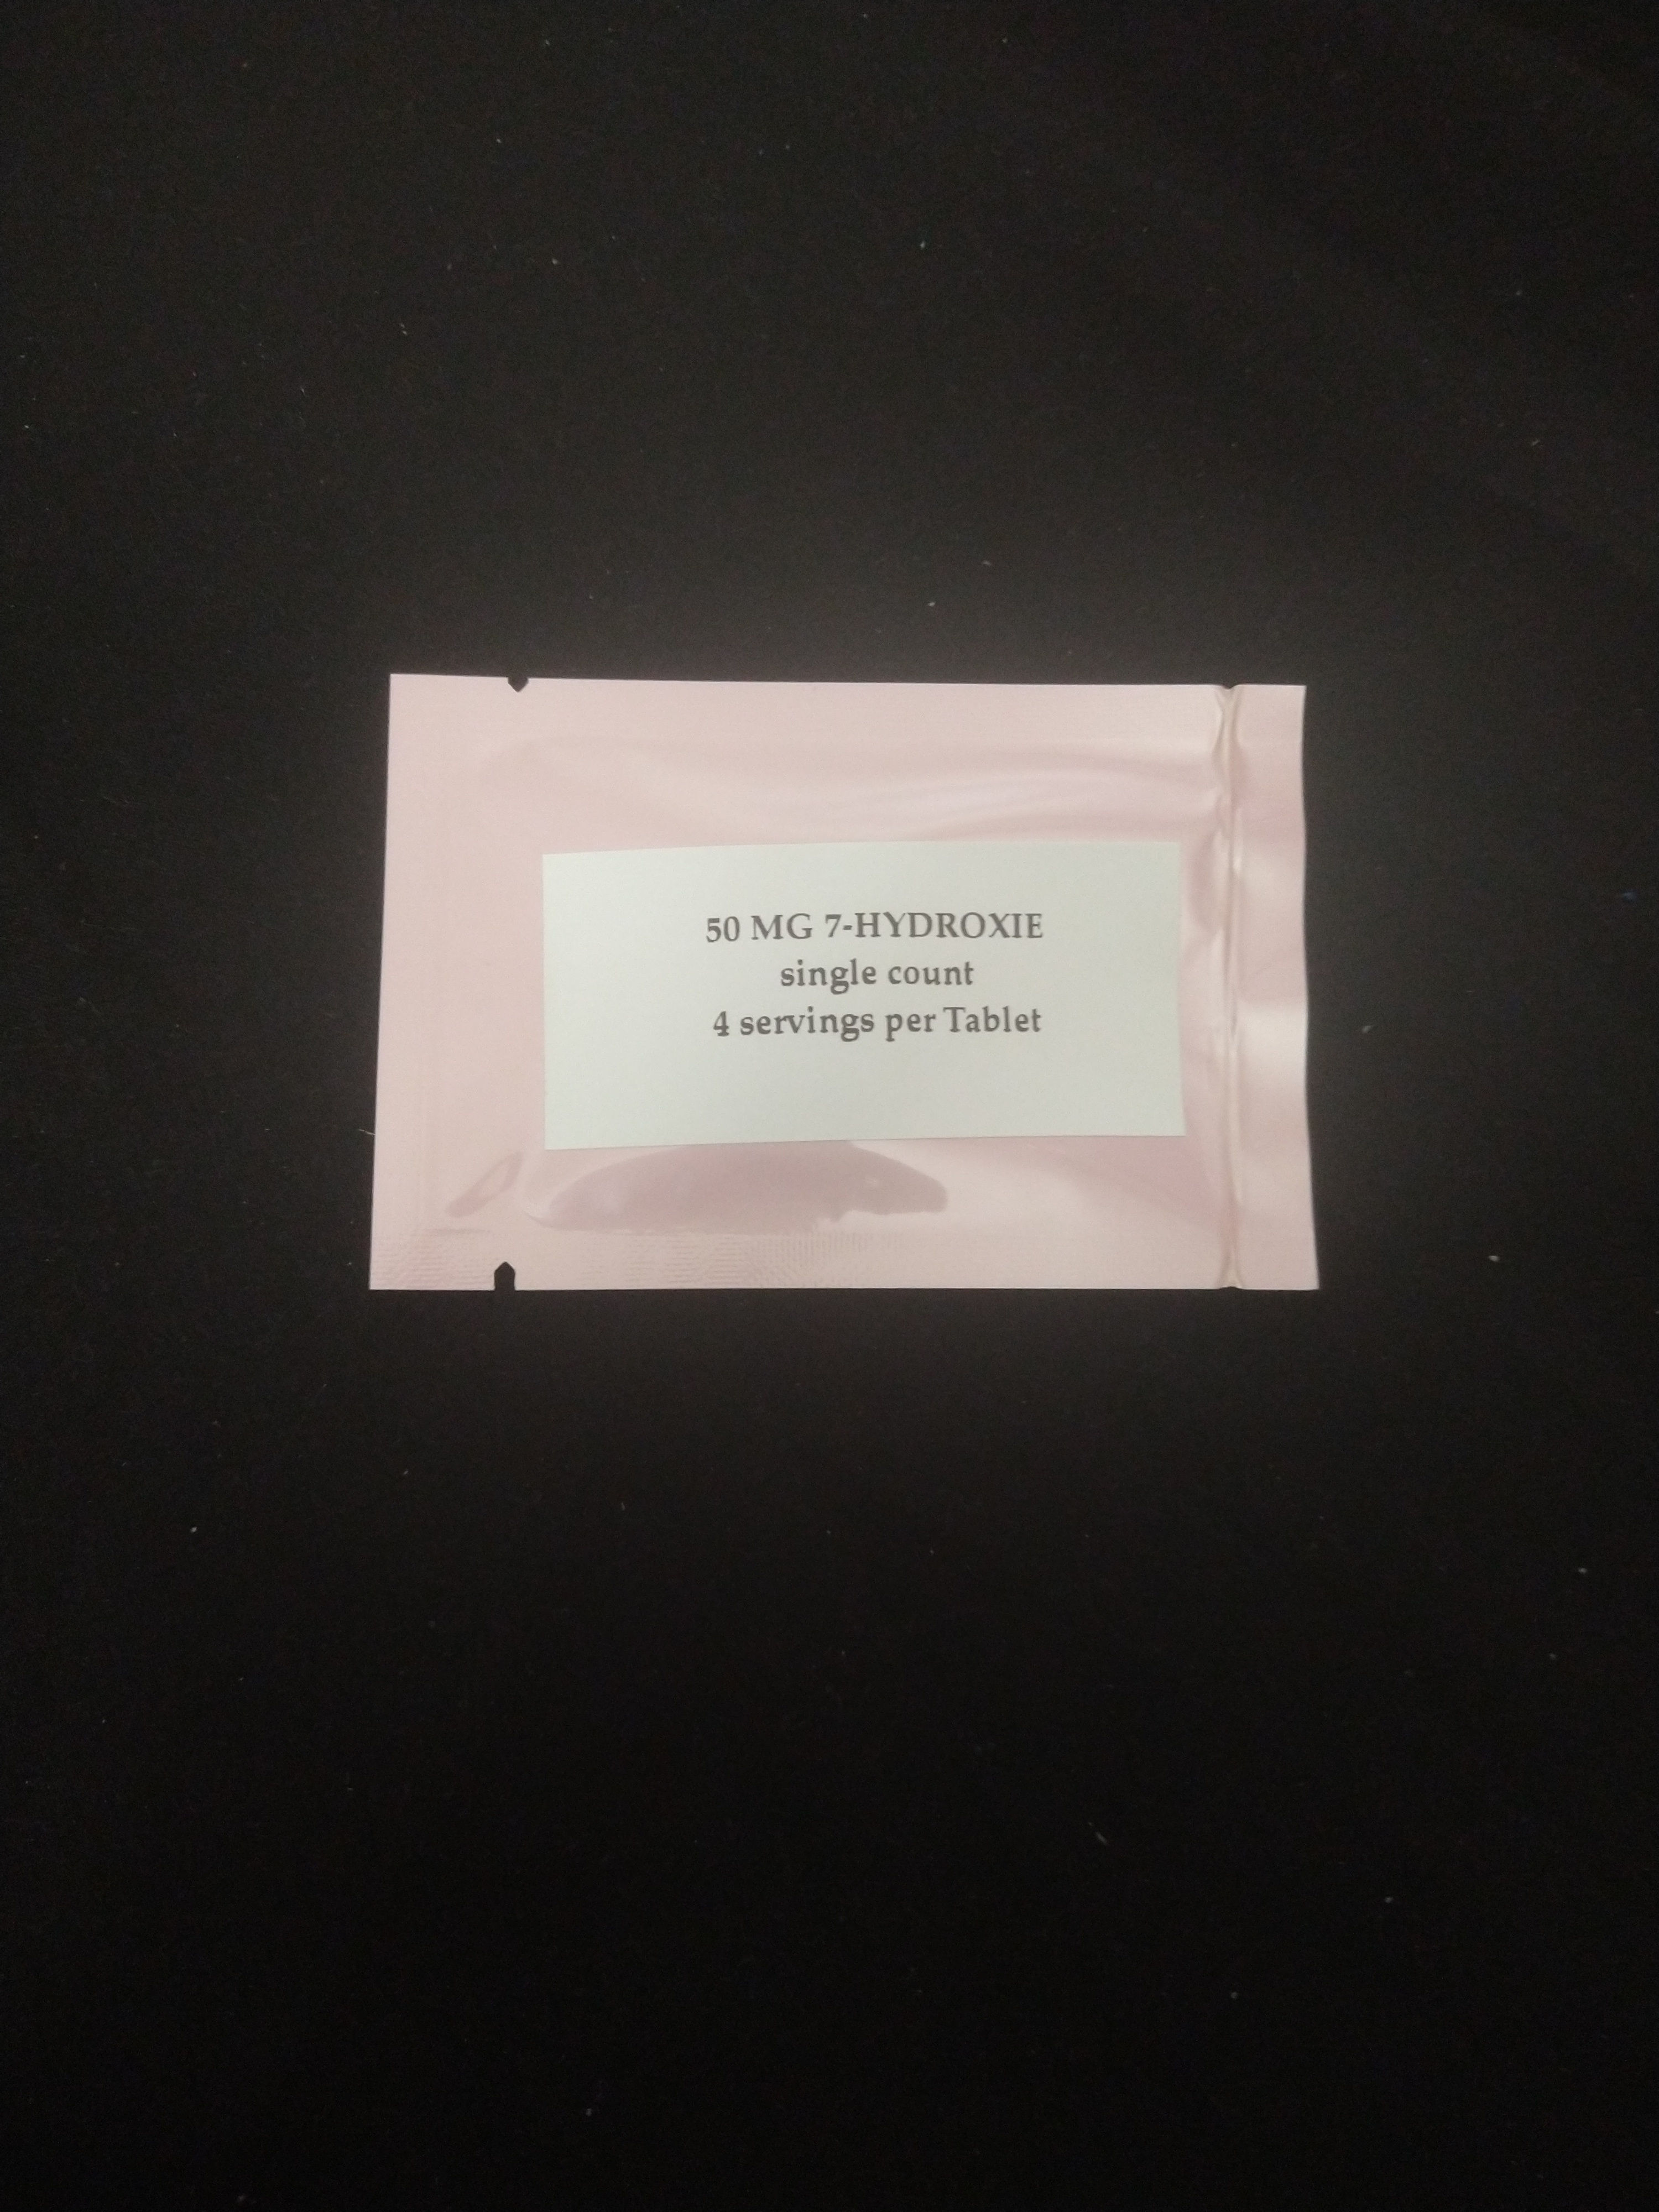 50 MG 7-HYDROXIE
single count
4 servings per Tablet